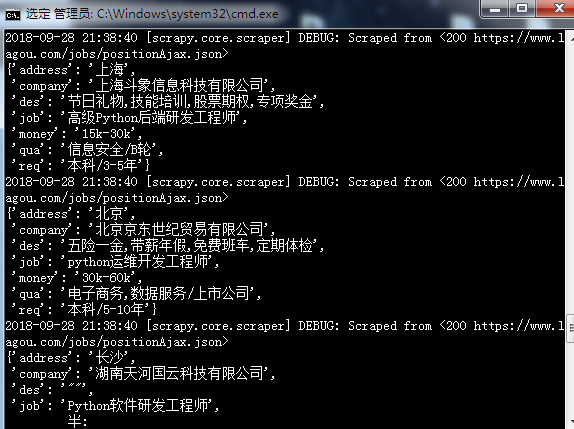 选定 管理员: C:\Windows\system32\cmd.exe
2018-09-28 21:38:40 [scrapy.core.scraper] DEBUG: Scraped from <200 https://www.l
agou.com/jobs/positionAjax.json>
{'address': '上海',
'company': '上海斗象信息科技有限公司',
'des': '节日礼物,技能培训,股票期权,专项奖金',
'job': '高级Python后端研发工程师',
'money': '15k-30k',
'qua': '信息安全/B轮',
'req': '本科/3-5年'}
2018-09-28 21:38:40 [scrapy.core.scraper] DEBUG: Scraped from <200 https://www.l
agou.com/jobs/positionAjax.json>
{'address': '北京',
'company': '北京京东世纪贸易有限公司',
'des': '五险一金,带薪年假,免费班车,定期体检',
'job': 'python运维开发工程师',
'money': '30k-60k',
'qua': '电子商务,数据服务/上市公司',
'req': '本科/5-10年'}
2018-09-28 21:38:40 [scrapy.core.scraper] DEBUG: Scraped from <200 https://www.l
agou.com/jobs/positionAjax.json>
{'address': '长沙',
'company': '湖南天河国云科技有限公司',
'des': '""',
'job': 'Python软件研发工程师',
半: